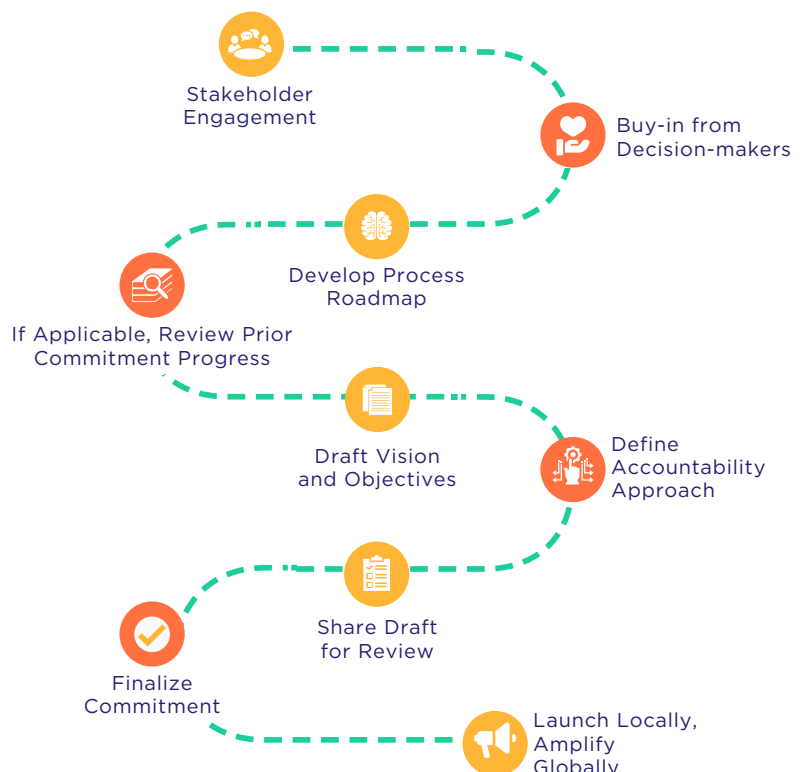 Stakeholder
Engagement
Buy-in from
Decision-makers
Develop Process
Roadmap
If Applicable, Review Prior
Commitment Progress
Draft Vision
and Objectives
Define
Accountability
Approach
Share Draft
for Review
Finalize
Commitment
Launch Locally,
Amplify
Globally